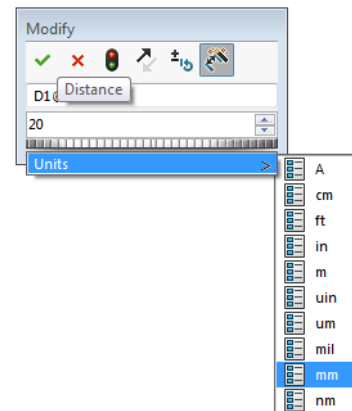 Modify
D1@
Distance
20
Units >
A
cm
ft
in
m
uin
um
mil
mm
nm